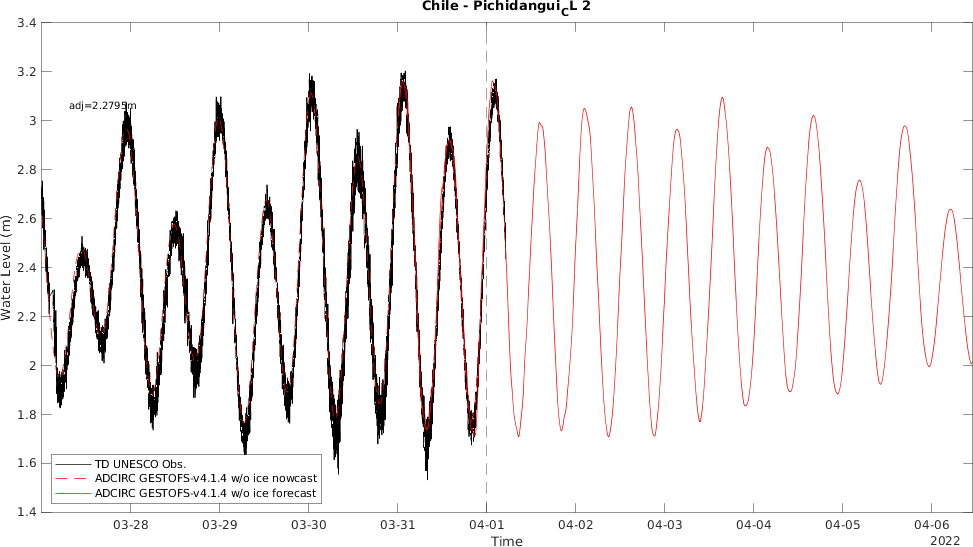 Chile - PichidanguiCL 2
3.4
3.2
3
2.8
2.6
2.4
2.2
2
1.8
1.6
1.4
Water Level (m)
adj=2.2795m
TD UNESCO Obs.
ADCIRC GESTOFS-v4.1.4 w/o ice nowcast
ADCIRC GESTOFS-v4.1.4 w/o ice forecast
03-28 03-29 03-30 03-31 04-01 04-02 04-03 04-04 04-05 04-06
Time
2022